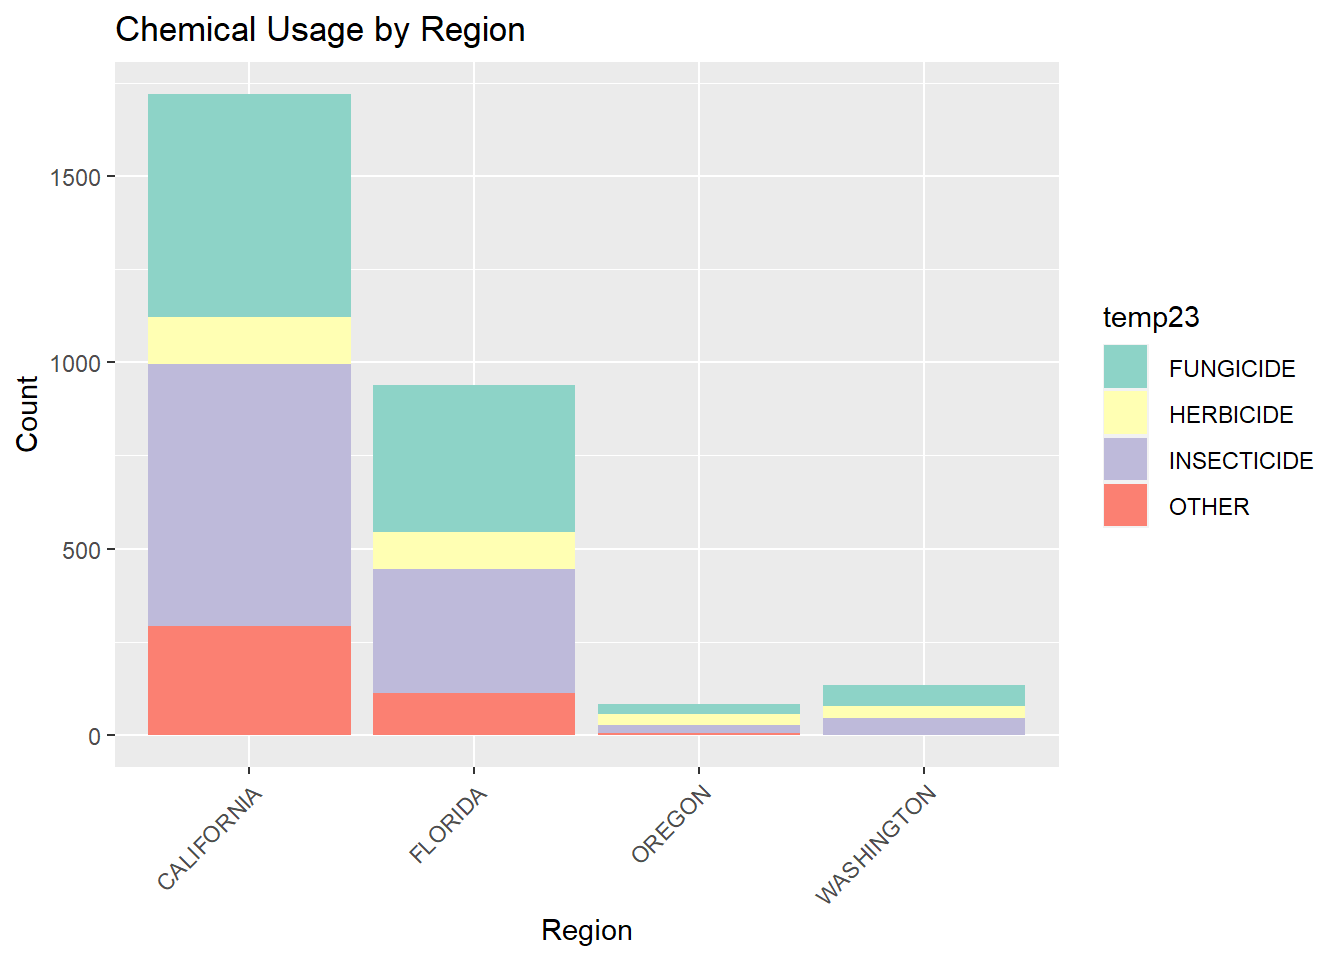 Chemical Usage by Region
1500
1000
500
0
Count
CALIFORNIA
FLORIDA
OREGON
WASHINGTON
Region
temp23
FUNGICIDE
HERBICIDE
INSECTICIDE
OTHER